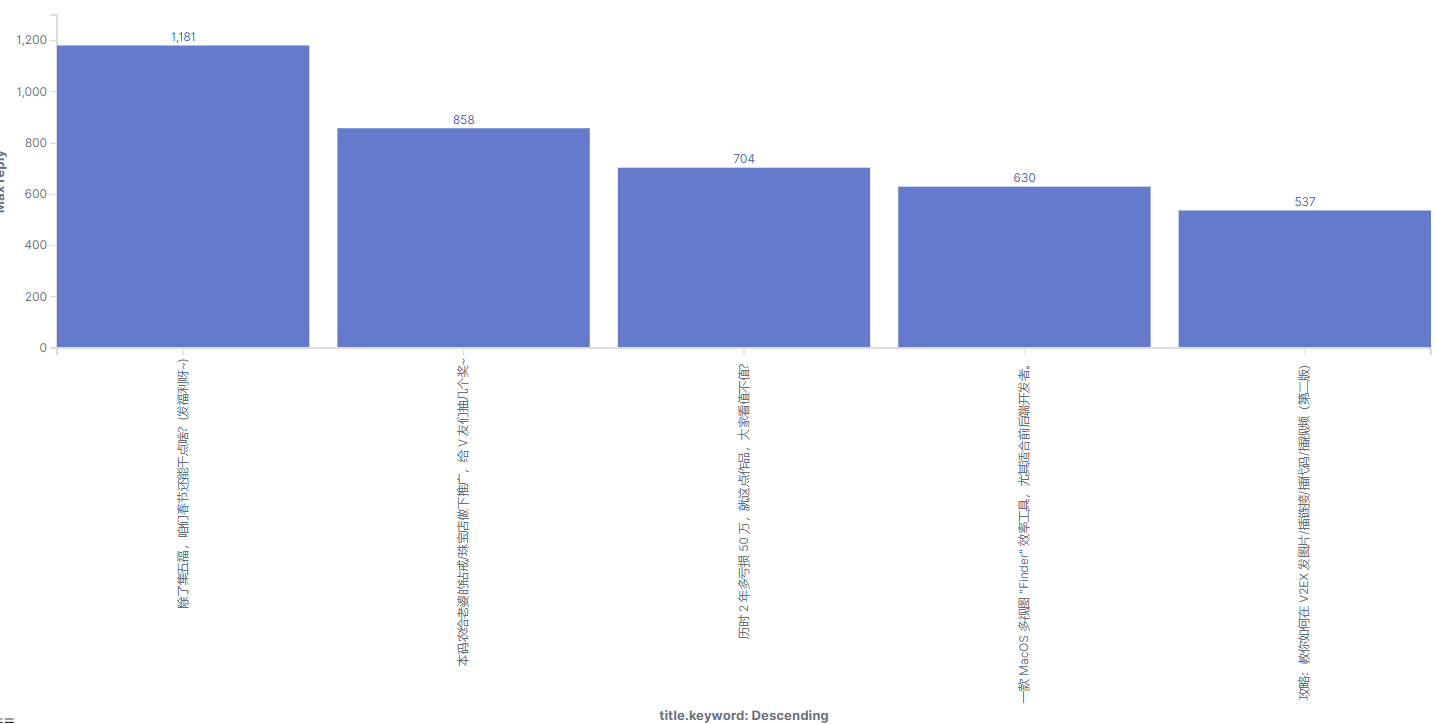 1,200
1,000
800
600
400
200
0
Max reply
1,181
858
704
630
537
除了集五福，咱们春节还能干点啥？(发福利呀~)
本码农给老婆的钻戒/珠宝店做下推广，给 V 友们抽几个奖~
历时 2 年多亏损 50 万，就这点作品，大家看值不值？
一款 MacOS 多视图 "Finder" 效率工具，尤其适合前后端开发者。
攻略：教你如何在 V2EX 发图片/插链接/插代码/插视频（第二版）
title.keyword: Descending